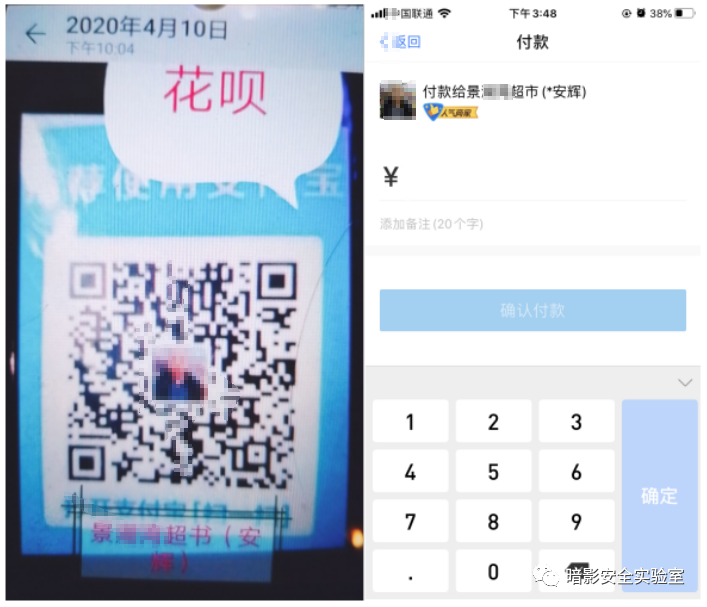 2020年4月10日
下午10:04
花呗
荐使用支付宝
开支付宝[扫一扫]
景
超书（安
辉）
国联通
下午3:48
38%
返回
付款
付款给景
超市(*安辉)
人气商家
¥
添加备注(20个字)
确认付款
1
2
3
4
5
6
确定
7
8
9
.
0
暗影安全实验室